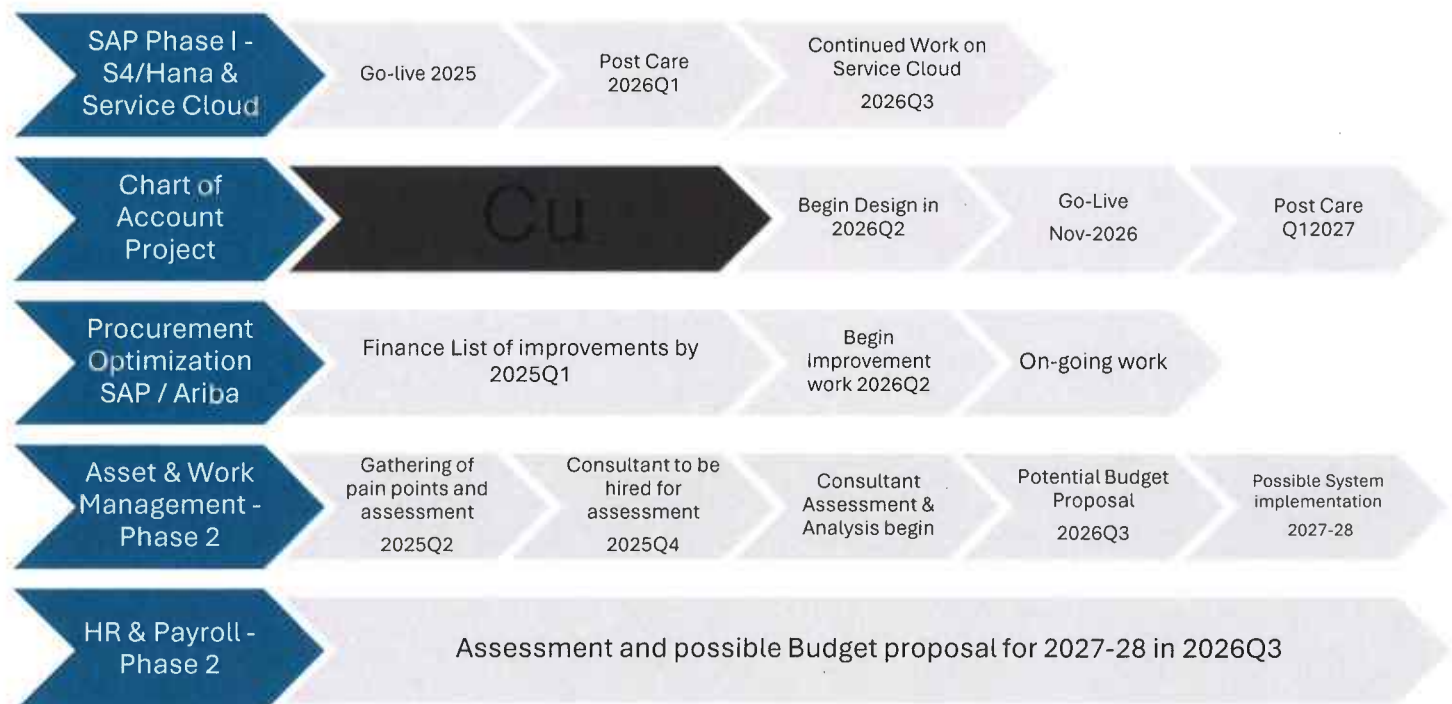 SAP Phase I -
S4/Hana &
Service Cloud
Go-live 2025
Post Care
2026Q1
Continued Work on
Service Cloud
2026Q3
Chart of
Account
Project
Cu
Begin Design in
2026Q2
Go-Live
Nov-2026
Post Care
Q12027
Procurement
Optimization
SAP / Ariba
Finance List of improvements by
2025Q1
Begin
Improvement
work 2026Q2
On-going work
Asset & Work
Management -
Phase 2
Gathering of
pain points and
assessment
2025Q2
Consultant to be
hired for
assessment
2025Q4
Consultant
Assessment &
Analysis begin
Potential Budget
Proposal
2026Q3
Possible System
implementation
2027-28
HR & Payroll -
Phase 2
Assessment and possible Budget proposal for 2027-28 in 2026Q3